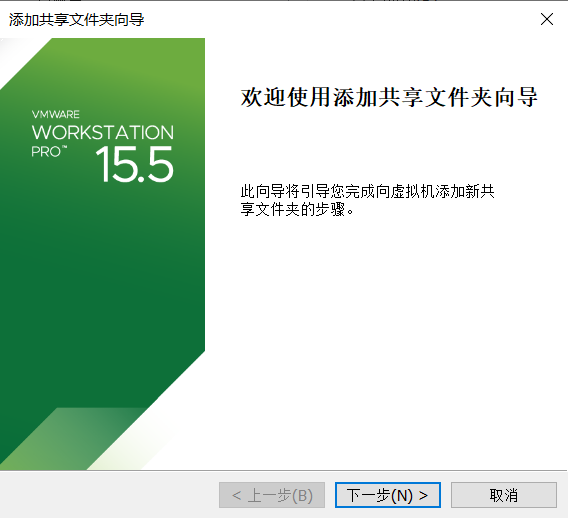 添加共享文件夹向导
VMWARE
WORKSTATION
PRO™
15.5
欢迎使用添加共享文件夹向导
此向导将引导您完成向虚拟机添加新共
享文件夹的步骤。
< 上一步(B)
下一步(N) >
取消